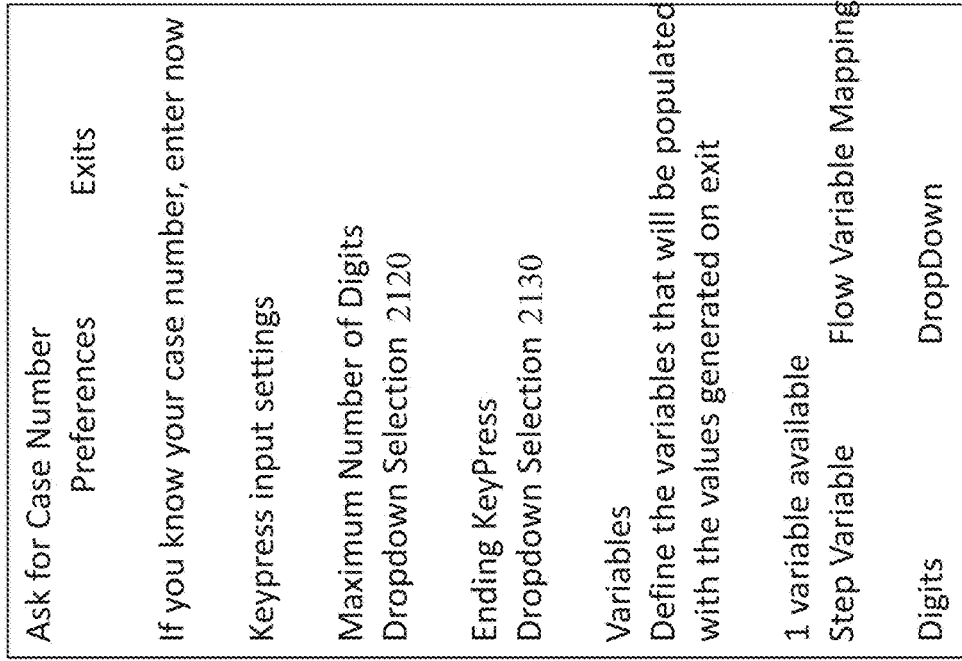 Ask for Case Number
Preferences Exits
If you know your case number, enter now
Keypress input settings
Maximum Number of Digits
Dropdown Selection 2120
Ending KeyPress
Dropdown Selection 2130
Variables
Define the variables that will be populated
with the values generated on exit
1 variable available
Step Variable Flow Variable Mapping
Digits DropDown